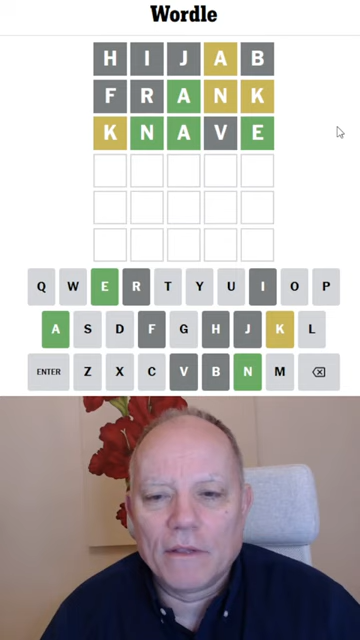 Wordle
H I J A B
F R A N K
K N A V E
Q W E R T Y U I O P
A S D F G H J K L
ENTER Z X C V B N M